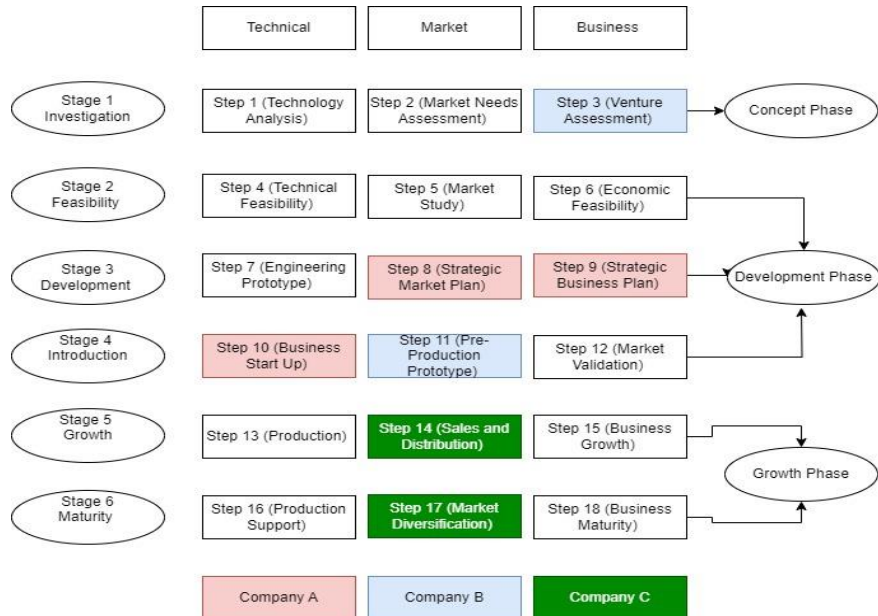 Technical
Market
Business
Stage 1
Investigation
Step 1 (Technology
Analysis)
Step 2 (Market Needs
Assessment)
Step 3 (Venture
Assessment)
Concept Phase
Stage 2
Feasibility
Step 4 (Technical
Feasibility)
Step 5 (Market
Study)
Step 6 (Economic
Feasibility)
Stage 3
Development
Step 7 (Engineering
Prototype)
Step 8 (Strategic
Market Plan)
Step 9 (Strategic
Business Plan)
Development Phase
Stage 4
Introduction
Step 10 (Business
Start Up)
Step 11 (Pre-
Production
Prototype)
Step 12 (Market
Validation)
Stage 5
Growth
Step 13 (Production)
Step 14 (Sales and
Distribution)
Step 15 (Business
Growth)
Growth Phase
Stage 6
Maturity
Step 16 (Production
Support)
Step 17 (Market
Diversification)
Step 18 (Business
Maturity)
Company A
Company B
Company C